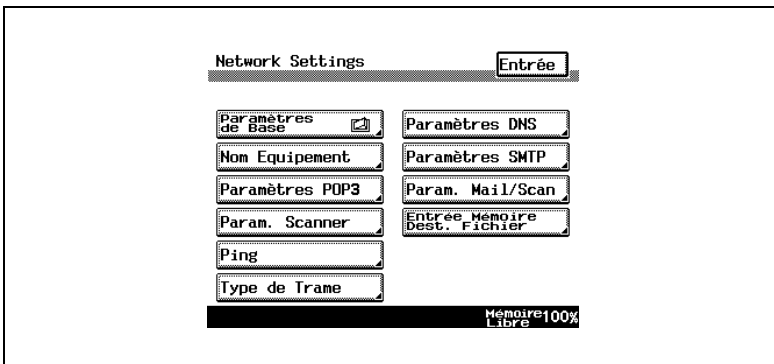 Network Settings
Entrée
Paramètres
de Base
Paramètres DNS
Nom Equipement
Paramètres SMTP
Paramètres POP3
Param. Mail/Scan
Param. Scanner
Entrée Mémoire
Dest. Fichier
Ping
Type de Trame
Mémoire
Libre 100%